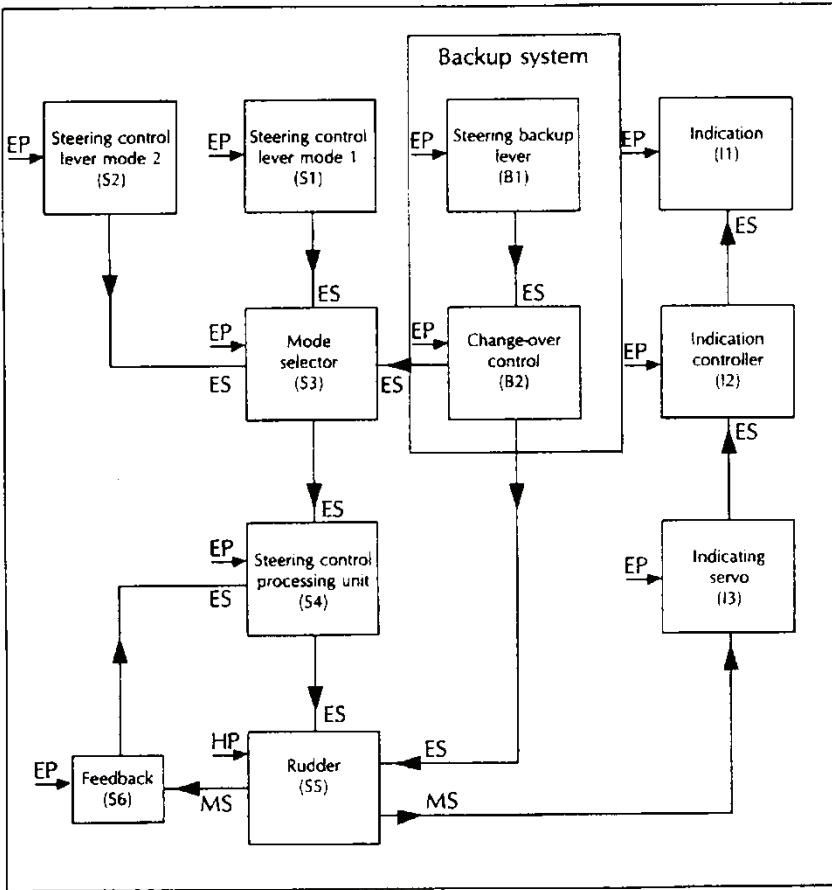 Backup system
EP
Steering control
lever mode 2
(S2)
EP
Steering control
lever mode 1
(S1)
EP
Steering backup
lever
(B1)
EP
Indication
(I1)
ES
ES
ES
EP
Mode
selector
(S3)
ES
ES
EP
Change-over
control
(B2)
EP
Indication
controller
(I2)
ES
ES
EP
Steering control
processing unit
(S4)
ES
EP
Indicating
servo
(I3)
ES
HP
Rudder
(S5)
ES
EP
Feedback
(S6)
MS
MS